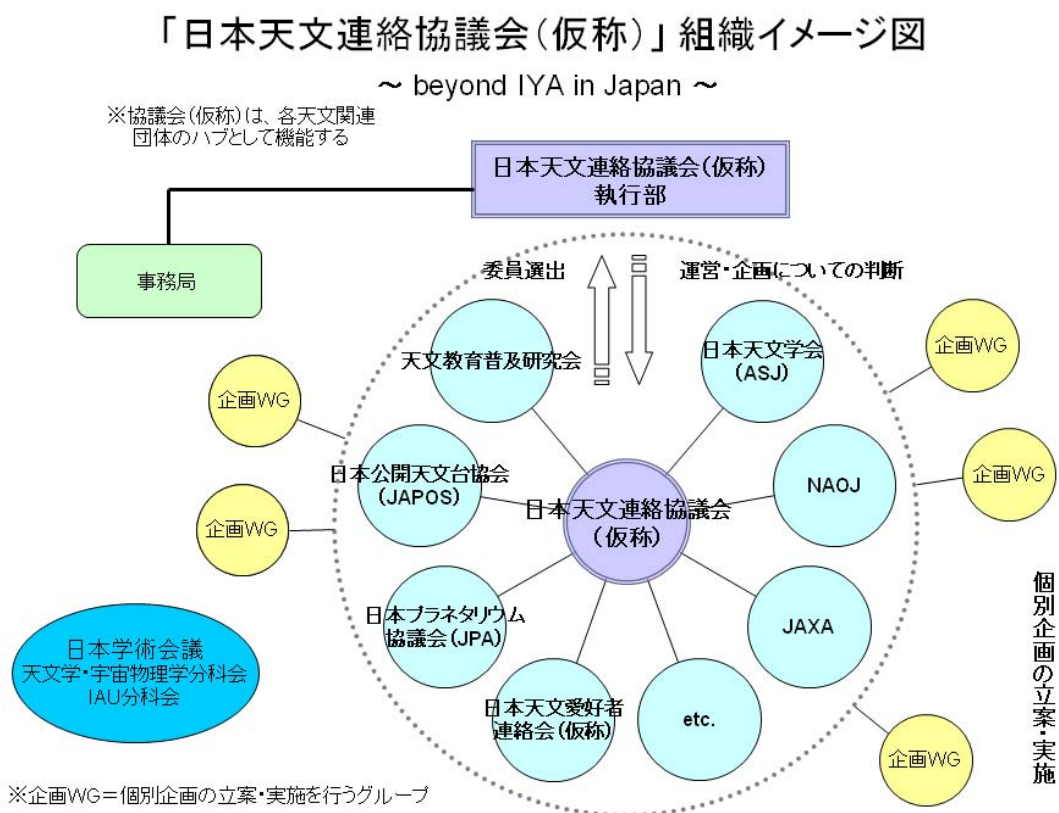 「日本天文連絡協議会(仮称)」組織イメージ図
～ beyond IYA in Japan ～
※協議会(仮称)は、各天文関連
団体のハブとして機能する
日本天文連絡協議会(仮称)
執行部
事務局
委員選出
運営・企画についての判断
天文教育普及研究会
日本天文学会
(ASJ)
企画WG
企画WG
日本公開天文台協会
(JAPOS)
NAOJ
企画WG
企画WG
日本天文連絡協議会
(仮称)
日本プラネタリウム
協議会(JPA)
JAXA
個別企画の立案・実施
日本学術会議
天文学・宇宙物理学分科会
IAU分科会
日本天文愛好者
連絡会(仮称)
etc.
企画WG
※企画WG＝個別企画の立案・実施を行うグループ